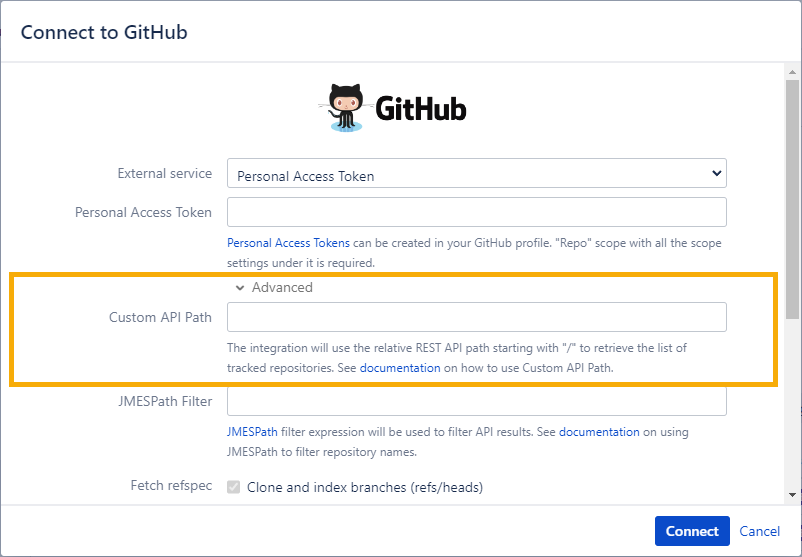 Connect to GitHub
GitHub
External service
Personal Access Token
Personal Access Token
Personal Access Tokens can be created in your GitHub profile. "Repo" scope with all the scope
settings under it is required.
Advanced
Custom API Path
The integration will use the relative REST API path starting with "/" to retrieve the list of
tracked repositories. See documentation on how to use Custom API Path.
JMESPath Filter
JMESPath filter expression will be used to filter API results. See documentation on using
JMESPath to filter repository names.
Fetch refspec
Clone and index branches (refs/heads)
Connect
Cancel